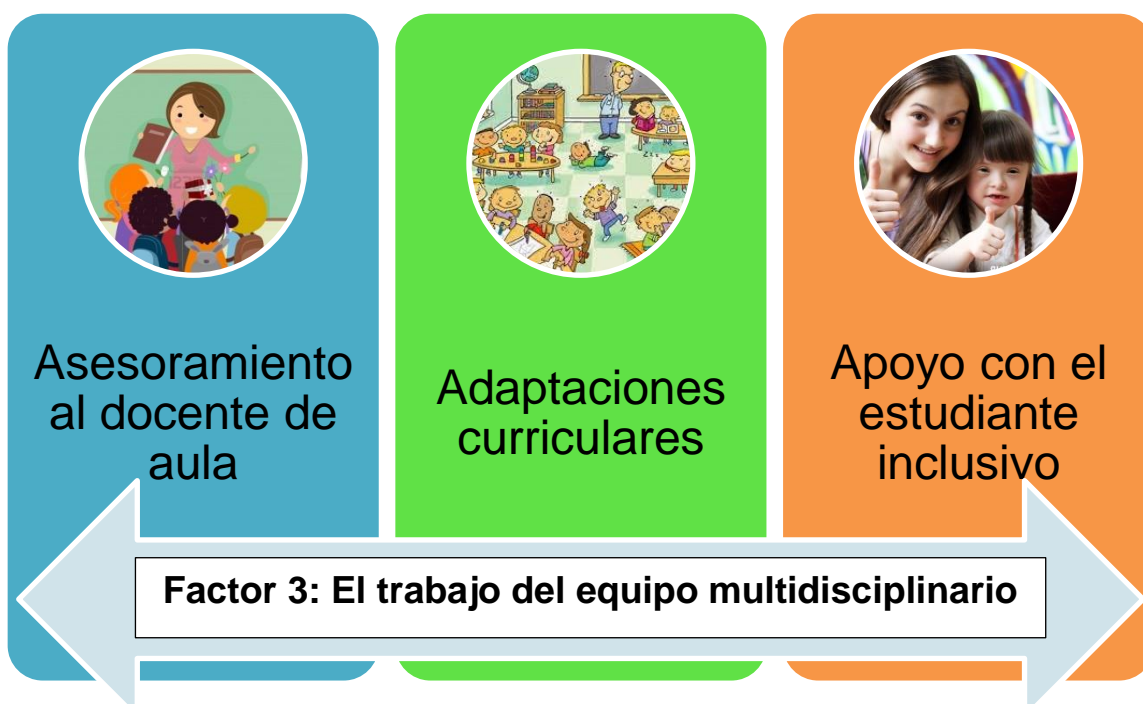 Asesoramiento
al docente de
aula
Adaptaciones
curriculares
Apoyo con el
estudiante
inclusivo
Factor 3: El trabajo del equipo multidisciplinario